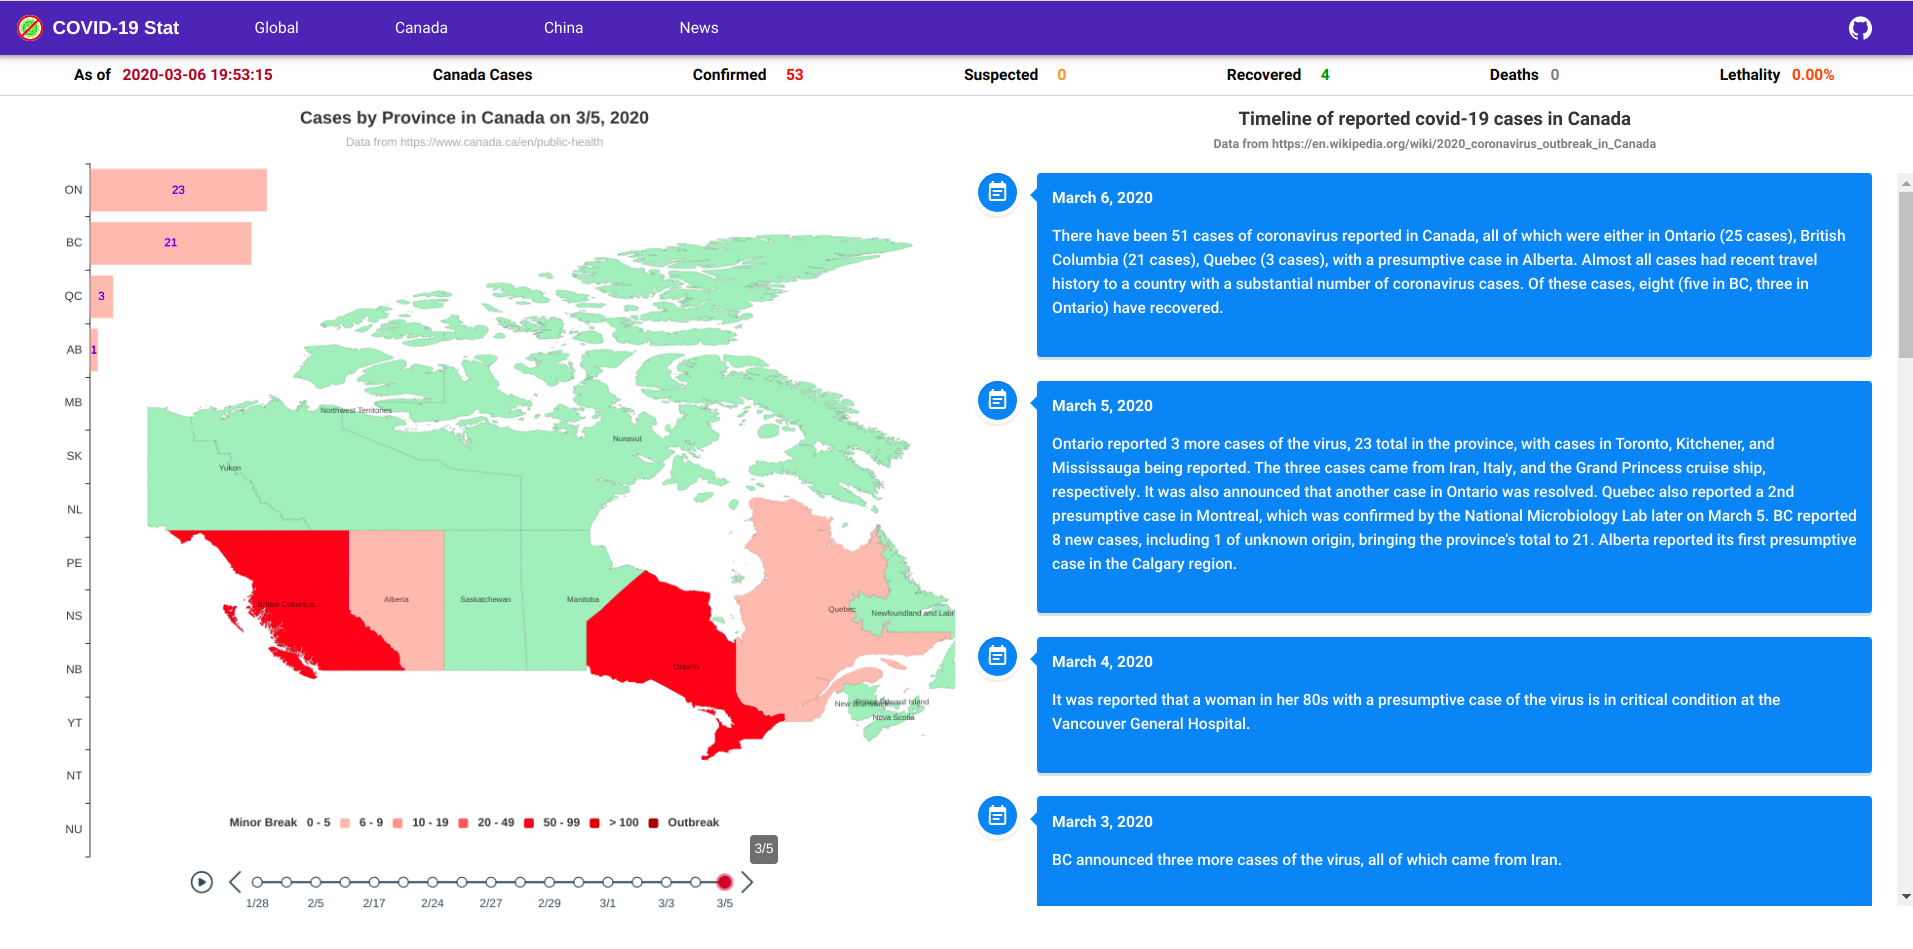 COVID-19 Stat Global Canada China News
As of 2020-03-06 19:53:15 Canada Cases Confirmed 53 Suspected 0 Recovered 4 Deaths 0 Lethality 0.00%
Cases by Province in Canada on 3/5, 2020
Data from https://www.canada.ca/en/public-health
ON 23
BC 21
QC 3
AB 1
MB
SK
NL
PE
NS
NB
YT
NT
NU
Northwest Territories
Nunavut
Yukon
British Columbia
Alberta
Saskatchewan
Manitoba
Ontario
Quebec
Newfoundland and Labr
Prince Edward Island
New Brunswick
Nova Scotia
Minor Break 0 - 5 6 - 9 10 - 19 20 - 49 50 - 99 > 100 Outbreak
3/5
1/28 2/5 2/17 2/24 2/27 2/29 3/1 3/3 3/5
Timeline of reported covid-19 cases in Canada
Data from https://en.wikipedia.org/wiki/2020_coronavirus_outbreak_in_Canada
March 6, 2020
There have been 51 cases of coronavirus reported in Canada, all of which were either in Ontario (25 cases), British
Columbia (21 cases), Quebec (3 cases), with a presumptive case in Alberta. Almost all cases had recent travel
history to a country with a substantial number of coronavirus cases. Of these cases, eight (five in BC, three in
Ontario) have recovered.
March 5, 2020
Ontario reported 3 more cases of the virus, 23 total in the province, with cases in Toronto, Kitchener, and
Mississauga being reported. The three cases came from Iran, Italy, and the Grand Princess cruise ship,
respectively. It was also announced that another case in Ontario was resolved. Quebec also reported a 2nd
presumptive case in Montreal, which was confirmed by the National Microbiology Lab later on March 5. BC reported
8 new cases, including 1 of unknown origin, bringing the province's total to 21. Alberta reported its first presumptive
case in the Calgary region.
March 4, 2020
It was reported that a woman in her 80s with a presumptive case of the virus is in critical condition at the
Vancouver General Hospital.
March 3, 2020
BC announced three more cases of the virus, all of which came from Iran.